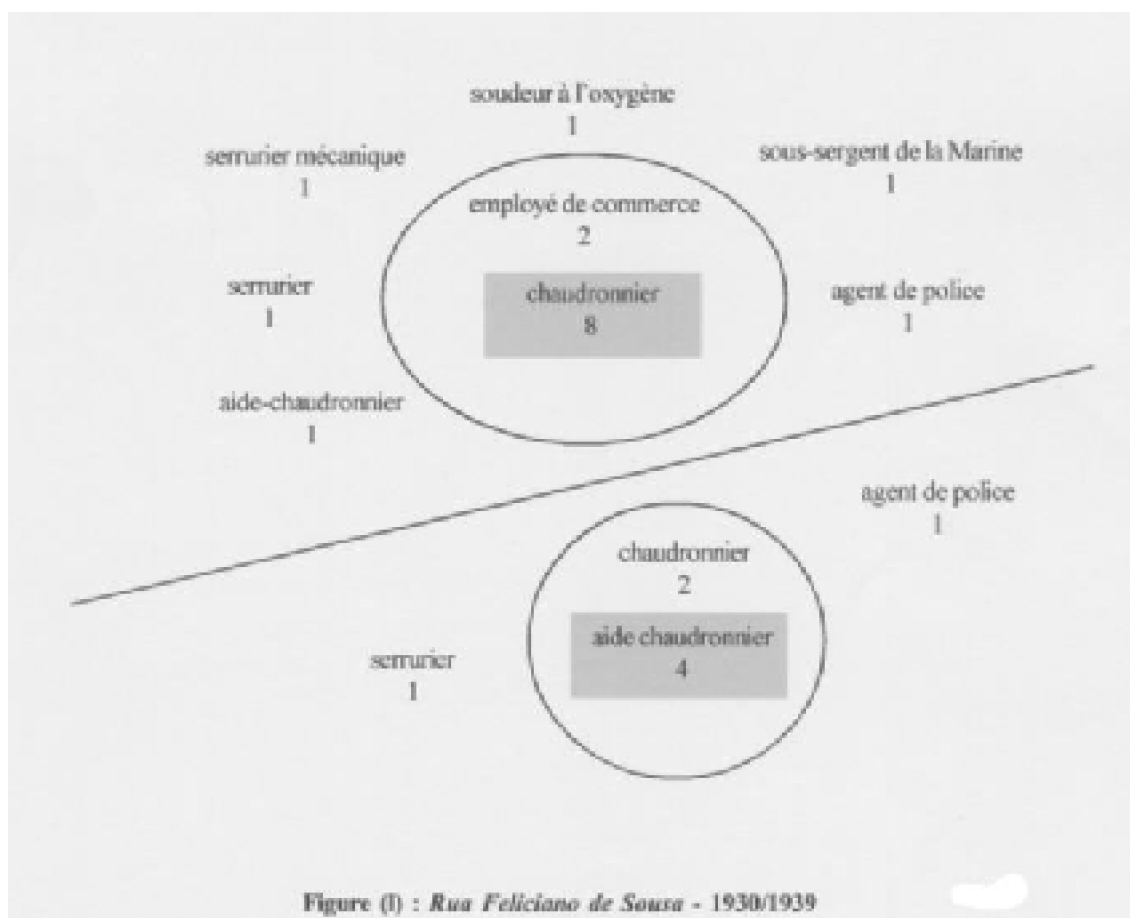 soudeur à l'oxygène
1
serrurier mécanique
1
sous-sergent de la Marine
1
employé de commerce
2
serrurier
1
chaudronnier
8
agent de police
1
aide-chaudronnier
1
agent de police
1
chaudronnier
2
aide chaudronnier
4
serrurier
1
Figure (I) : Rua Feliciano de Sousa - 1930/1939